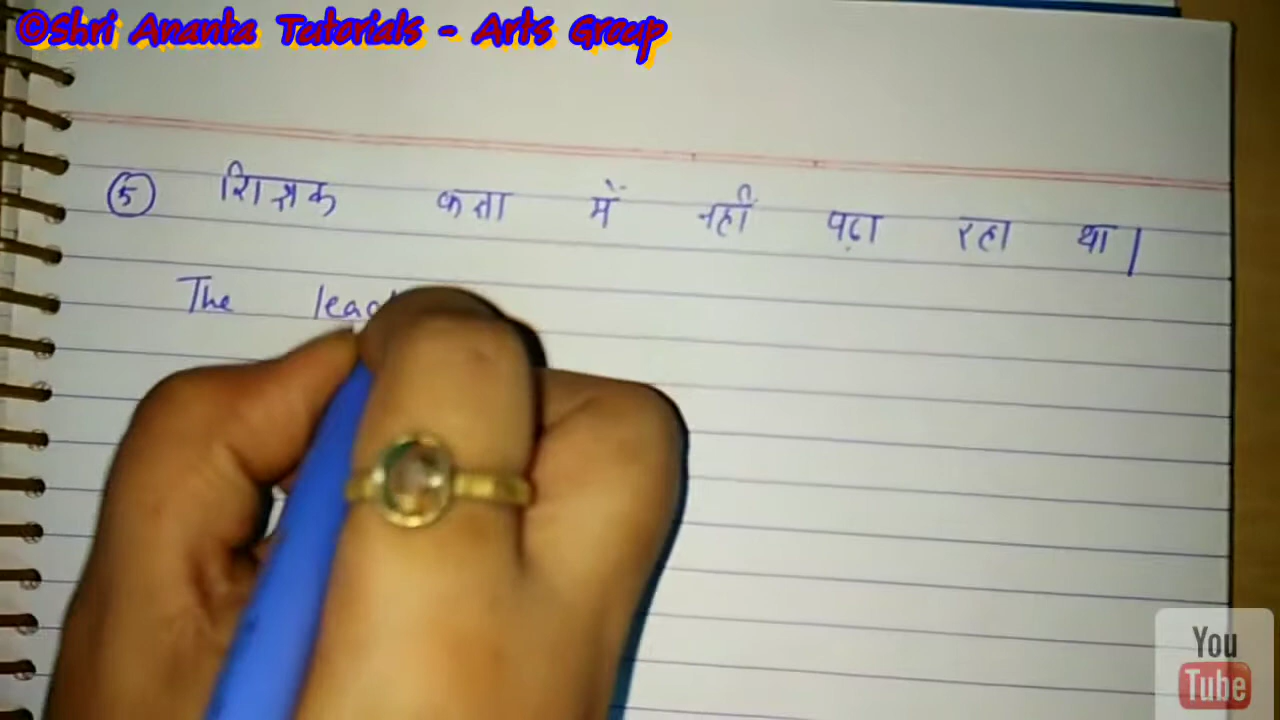 ©Shri Ananta Tutorials - Arts Group
5 शिक्षक कक्षा में नहीं पढ़ा रहा था।
The
You
Tube